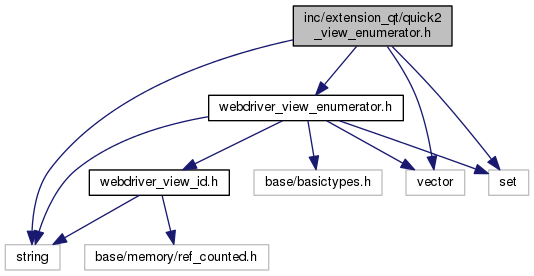 inc/extension_qt/quick2
_view_enumerator.h
webdriver_view_enumerator.h
webdriver_view_id.h
base/basictypes.h
vector
set
string
base/memory/ref_counted.h